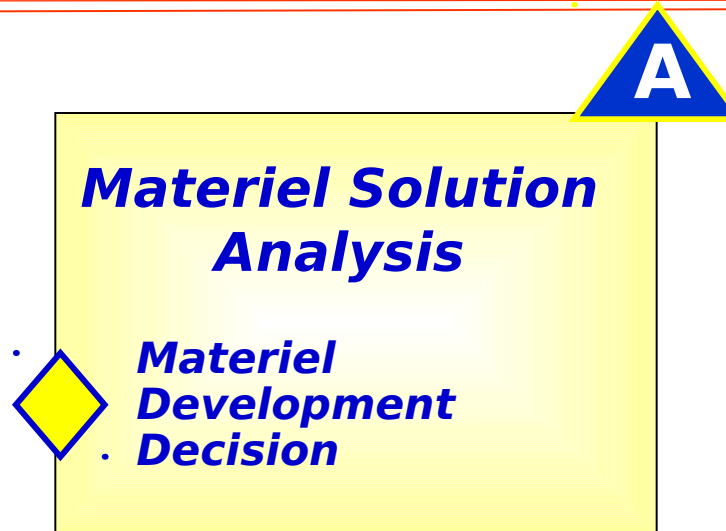 A
Materiel Solution
Analysis
Materiel
Development
Decision